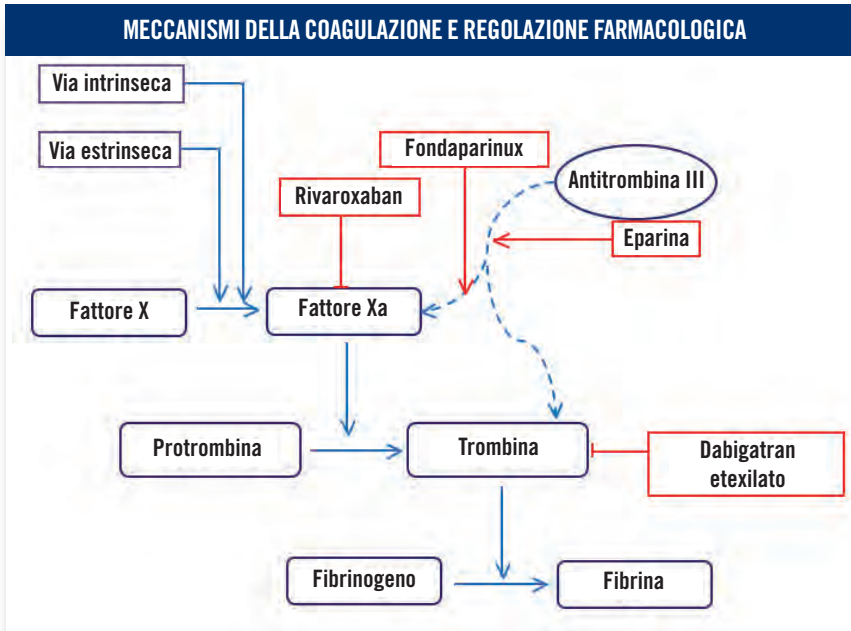 MECCANISMI DELLA COAGULAZIONE E REGOLAZIONE FARMACOLOGICA
Via intrinseca
Via estrinseca
Fondaparinux
Antitrombina III
Rivaroxaban
Eparina
Fattore X
Fattore Xa
Protrombina
Trombina
Dabigatran
etexilato
Fibrinogeno
Fibrina